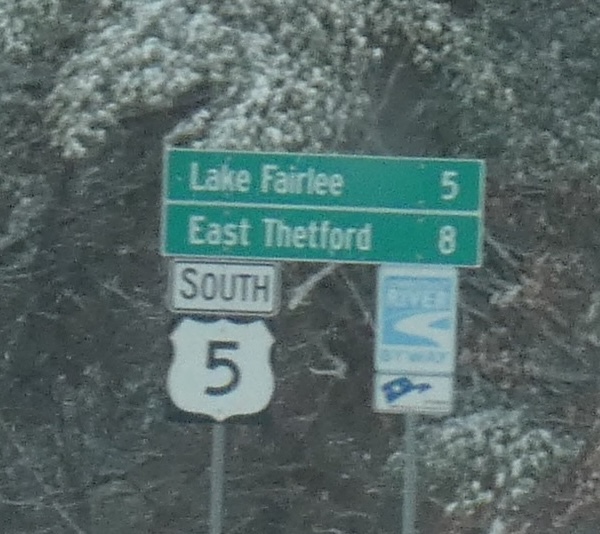 Lake Fairlee 5
East Thetford 8
SOUTH
5
RIVER
BYWAY